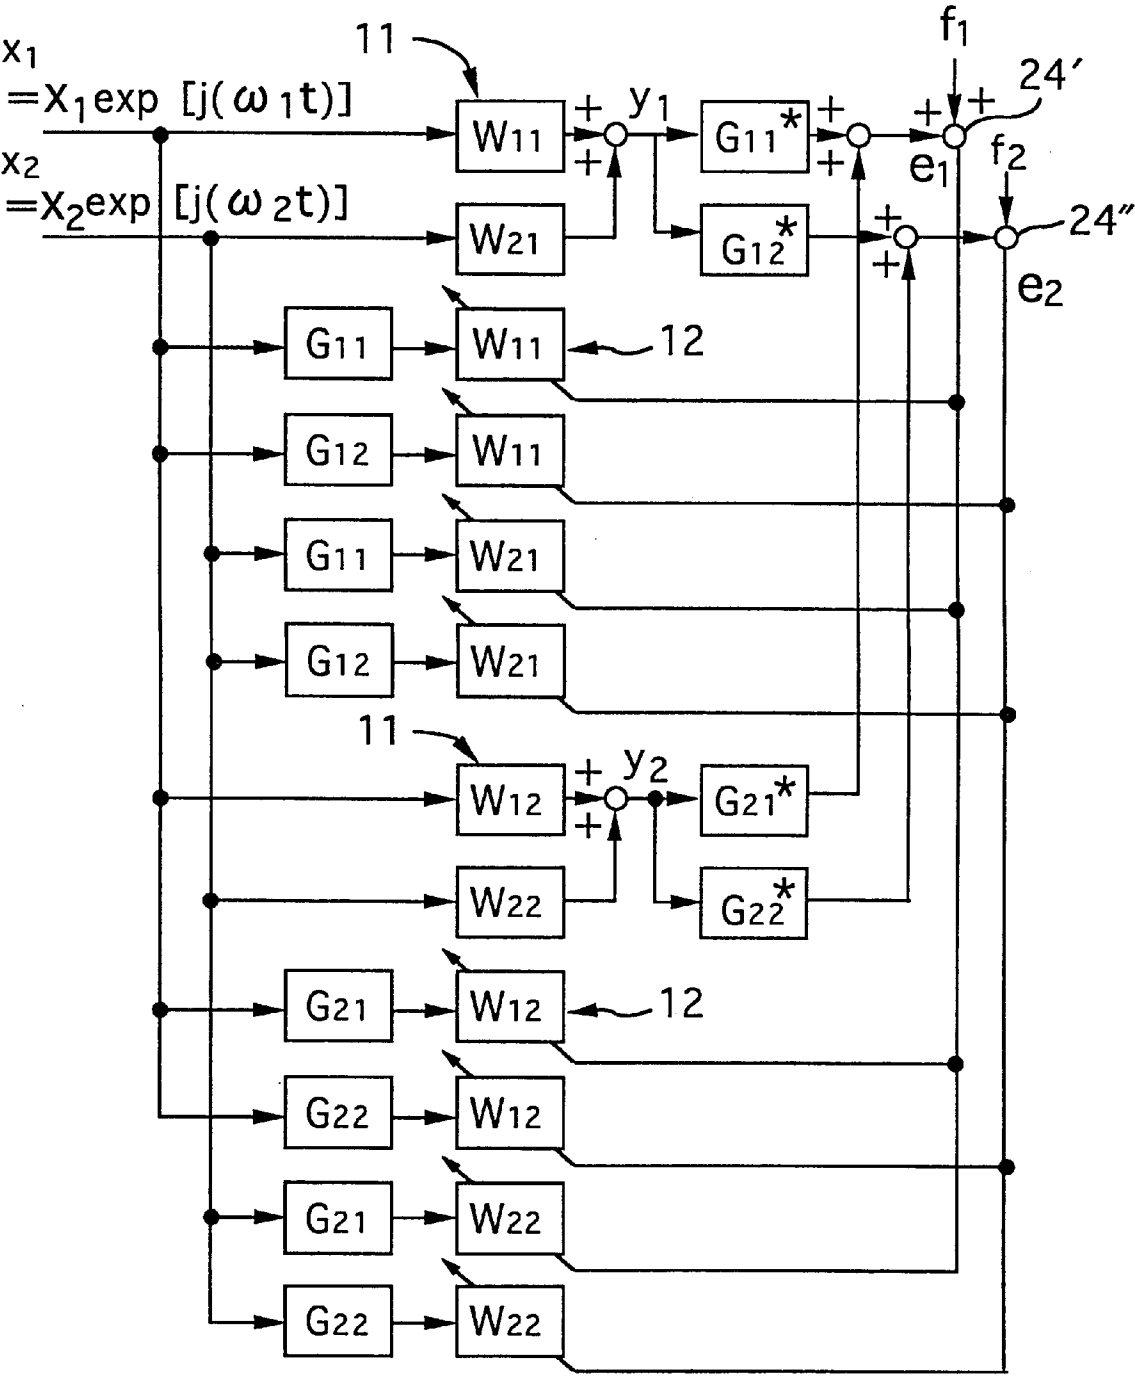 x1
=X1exp [j(ω1t)]
x2
=X2exp [j(ω2t)]
11
f1
24′
W11
+
+
y1
G11*
+
+
+
+
e1
f2
W21
G12*
+
+
24″
e2
G11
W11
12
G12
W11
G11
W21
G12
W21
11
W12
+
+
y2
G21*
W22
G22*
G21
W12
12
G22
W12
G21
W22
G22
W22